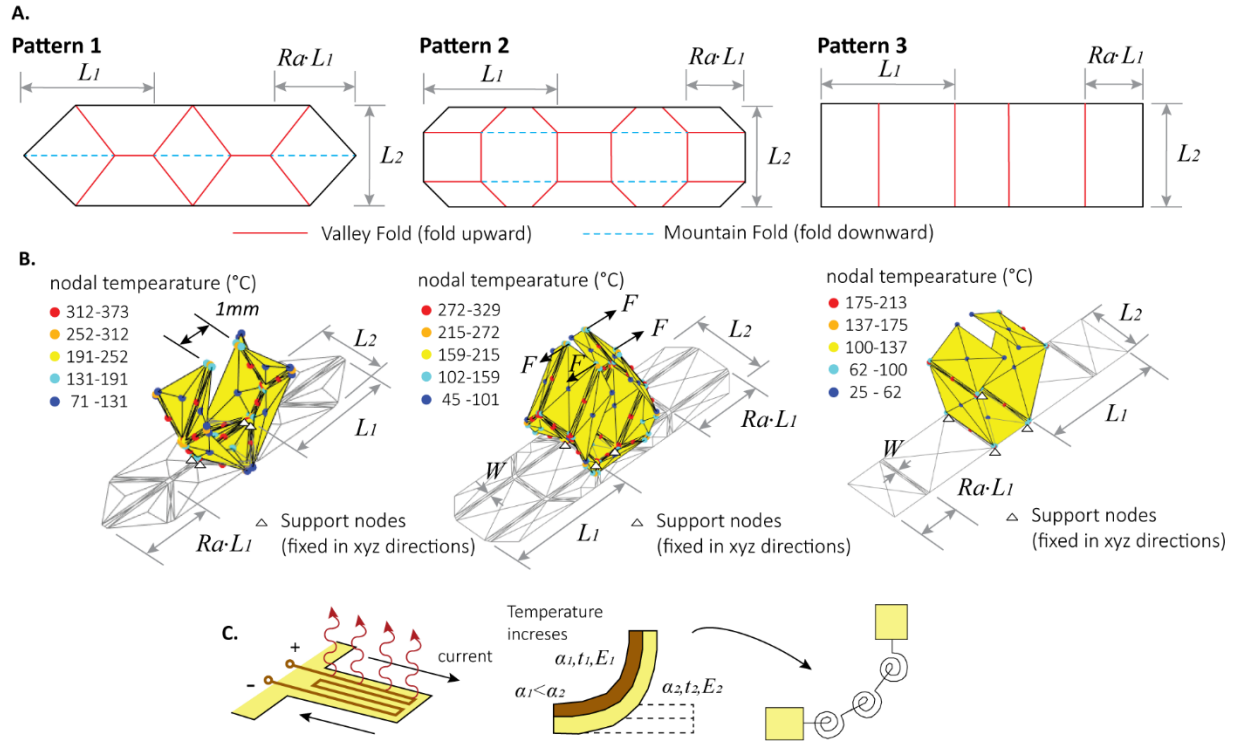 A.
Pattern 1
L1
Ra·L1
L2
Pattern 2
L1
Ra·L1
L2
Pattern 3
L1
Ra·L1
L2
Valley Fold (fold upward)
Mountain Fold (fold downward)
B.
nodal tempearature (°C)
312-373
252-312
191-252
131-191
71 -131
1mm
L2
L1
Ra·L1
Support nodes
(fixed in xyz directions)
nodal tempearature (°C)
272-329
215-272
159-215
102-159
45 -101
F
F
F
F
L2
Ra·L1
W
L1
Support nodes
(fixed in xyz directions)
nodal tempearature (°C)
175-213
137-175
100-137
62 -100
25 - 62
L2
L1
W
Ra·L1
Support nodes
(fixed in xyz directions)
C.
+
-
current
Temperature
increses
α1,t1,E1
α1<α2
α2,t2,E2